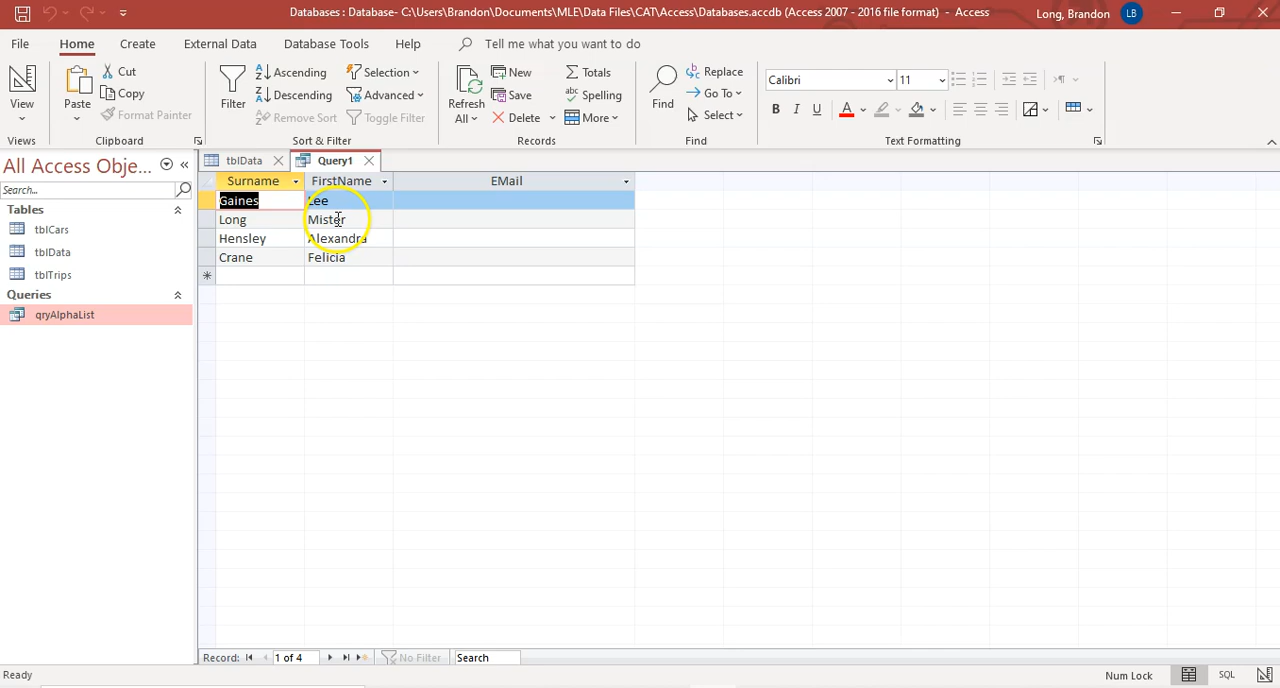 Databases : Database- C:\Users\Brandon\Documents\MLE\Data Files\CAT\Access\Databases.accdb (Access 2007 - 2016 file format) - Access
Long, Brandon
LB
File Home Create External Data Database Tools Help Tell me what you want to do
View
Views
Paste
Cut
Copy
Format Painter
Clipboard
Filter
Ascending
Descending
Remove Sort
Selection
Advanced
Toggle Filter
Sort & Filter
Refresh
All
New
Save
Delete
Totals
Spelling
More
Records
Find
Replace
Go To
Select
Find
Calibri
11
B I U
Text Formatting
All Access Obje...
Search...
Tables
tblCars
tblData
tblTrips
Queries
qryAlphaList
tblData Query1
Surname FirstName EMail
Gaines Lee
Long Mister
Hensley Alexandra
Crane Felicia
Record: 1 of 4 No Filter Search
Ready
Num Lock
SQL